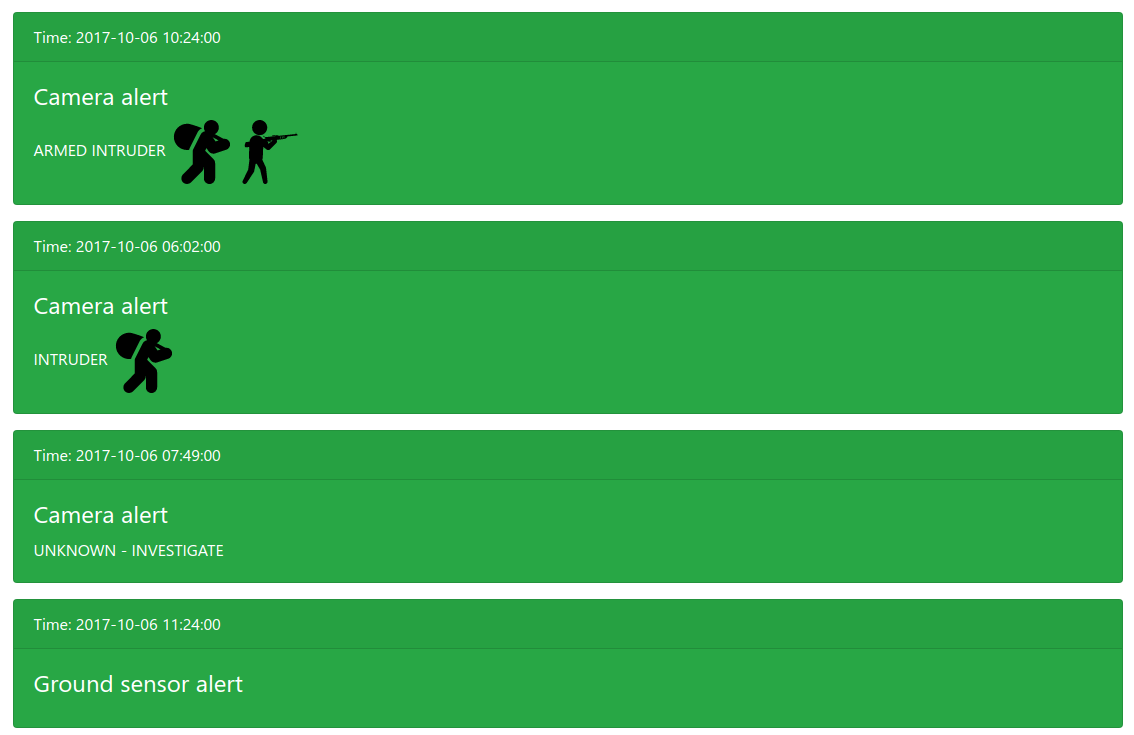 Time: 2017-10-06 10:24:00
Camera alert
ARMED INTRUDER
Time: 2017-10-06 06:02:00
Camera alert
INTRUDER
Time: 2017-10-06 07:49:00
Camera alert
UNKNOWN - INVESTIGATE
Time: 2017-10-06 11:24:00
Ground sensor alert